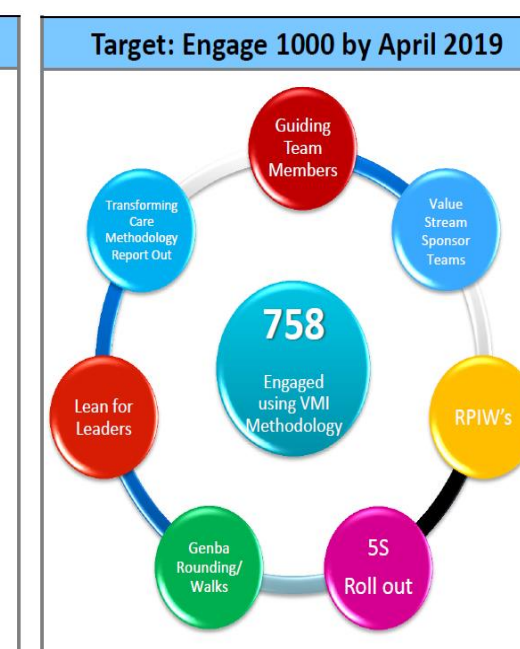 Target: Engage 1000 by April 2019
Guiding
Team
Members
Value
Stream
Sponsor
Teams
RPIW's
5S
Roll out
Genba
Rounding/
Walks
Lean for
Leaders
Transforming
Care
Methodology
Report Out
758
Engaged
using VMI
Methodology